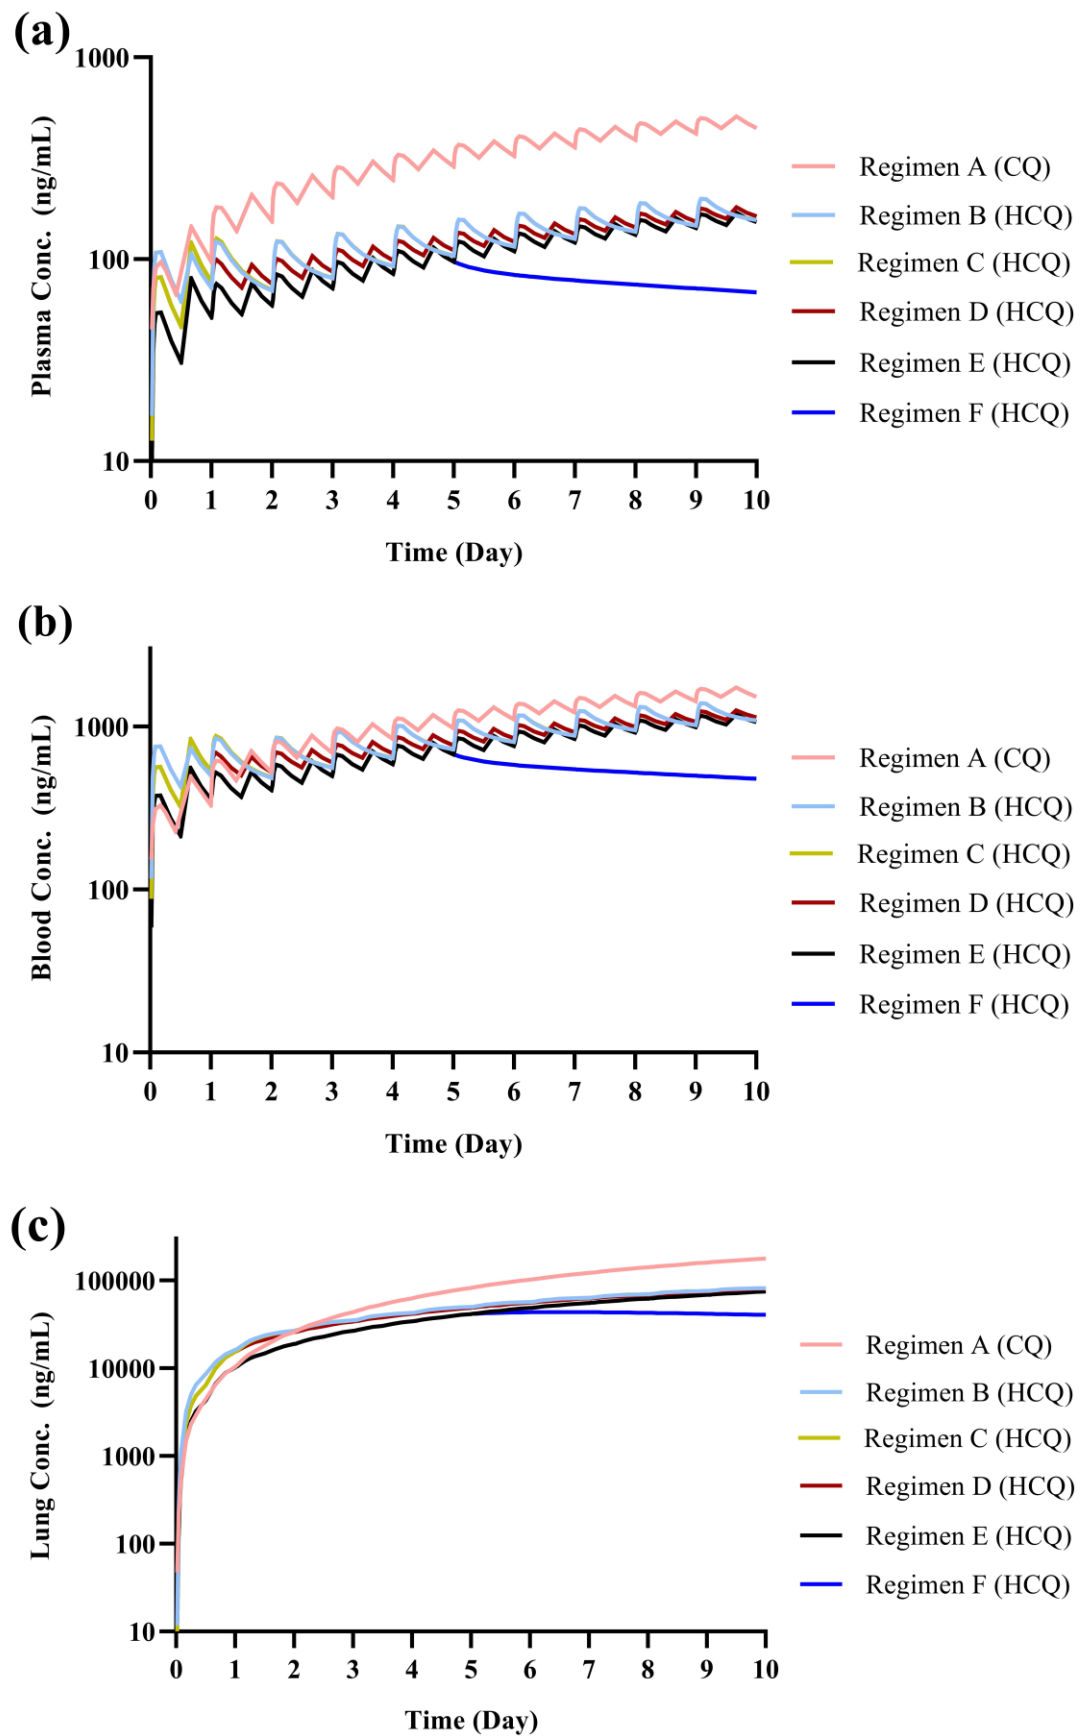 (a)
Plasma Conc. (ng/mL)
1000
100
10
0 1 2 3 4 5 6 7 8 9 10
Time (Day)
Regimen A (CQ)
Regimen B (HCQ)
Regimen C (HCQ)
Regimen D (HCQ)
Regimen E (HCQ)
Regimen F (HCQ)
(b)
Blood Conc. (ng/mL)
1000
100
10
0 1 2 3 4 5 6 7 8 9 10
Time (Day)
Regimen A (CQ)
Regimen B (HCQ)
Regimen C (HCQ)
Regimen D (HCQ)
Regimen E (HCQ)
Regimen F (HCQ)
(c)
Lung Conc. (ng/mL)
100000
10000
1000
100
10
0 1 2 3 4 5 6 7 8 9 10
Time (Day)
Regimen A (CQ)
Regimen B (HCQ)
Regimen C (HCQ)
Regimen D (HCQ)
Regimen E (HCQ)
Regimen F (HCQ)